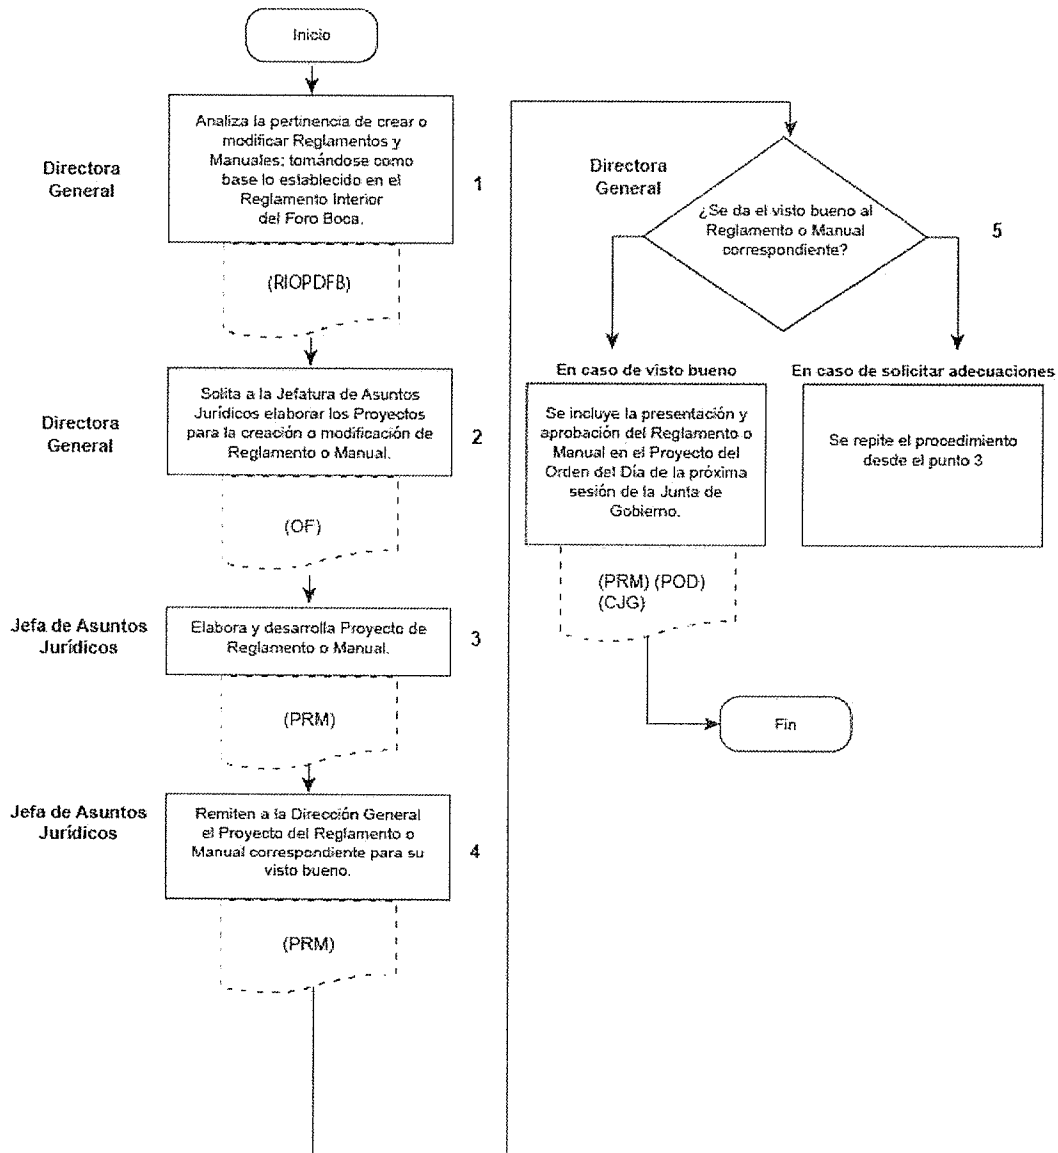 Inicio
Directora
General
Analiza la pertinencia de crear o
modificar Reglamentos y
Manuales; tomándose como
base lo establecido en el
Reglamento Interior
del Foro Boca.
1
(RIOPDFB)
Directora
General
Solita a la Jefatura de Asuntos
Jurídicos elaborar los Proyectos
para la creación o modificación de
Reglamento o Manual.
2
(OF)
Jefa de Asuntos
Jurídicos
Elabora y desarrolla Proyecto de
Reglamento o Manual.
3
(PRM)
Jefa de Asuntos
Jurídicos
Remiten a la Dirección General
el Proyecto del Reglamento o
Manual correspondiente para su
visto bueno.
4
(PRM)
Directora
General
¿Se da el visto bueno al
Reglamento o Manual
correspondiente?
5
En caso de visto bueno
Se incluye la presentación y
aprobación del Reglamento o
Manual en el Proyecto del
Orden del Día de la próxima
sesión de la Junta de
Gobierno.
(PRM) (POD)
(CJG)
En caso de solicitar adecuaciones
Se repite el procedimiento
desde el punto 3
Fin